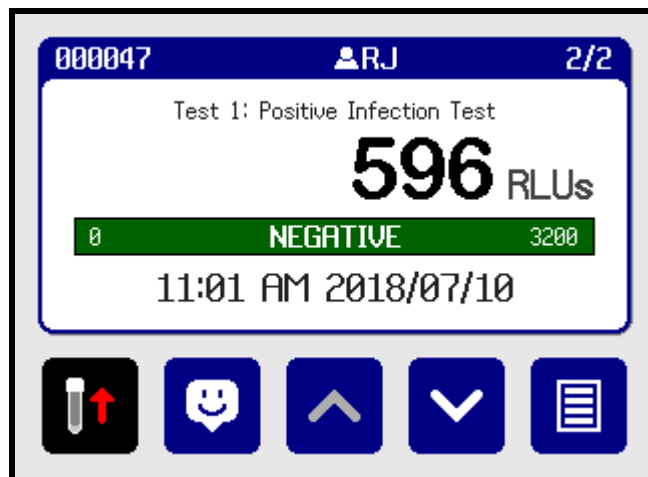 000047 RJ 2/2
Test 1: Positive Infection Test
596 RLUs
0 NEGATIVE 3200
11:01 AM 2018/07/10